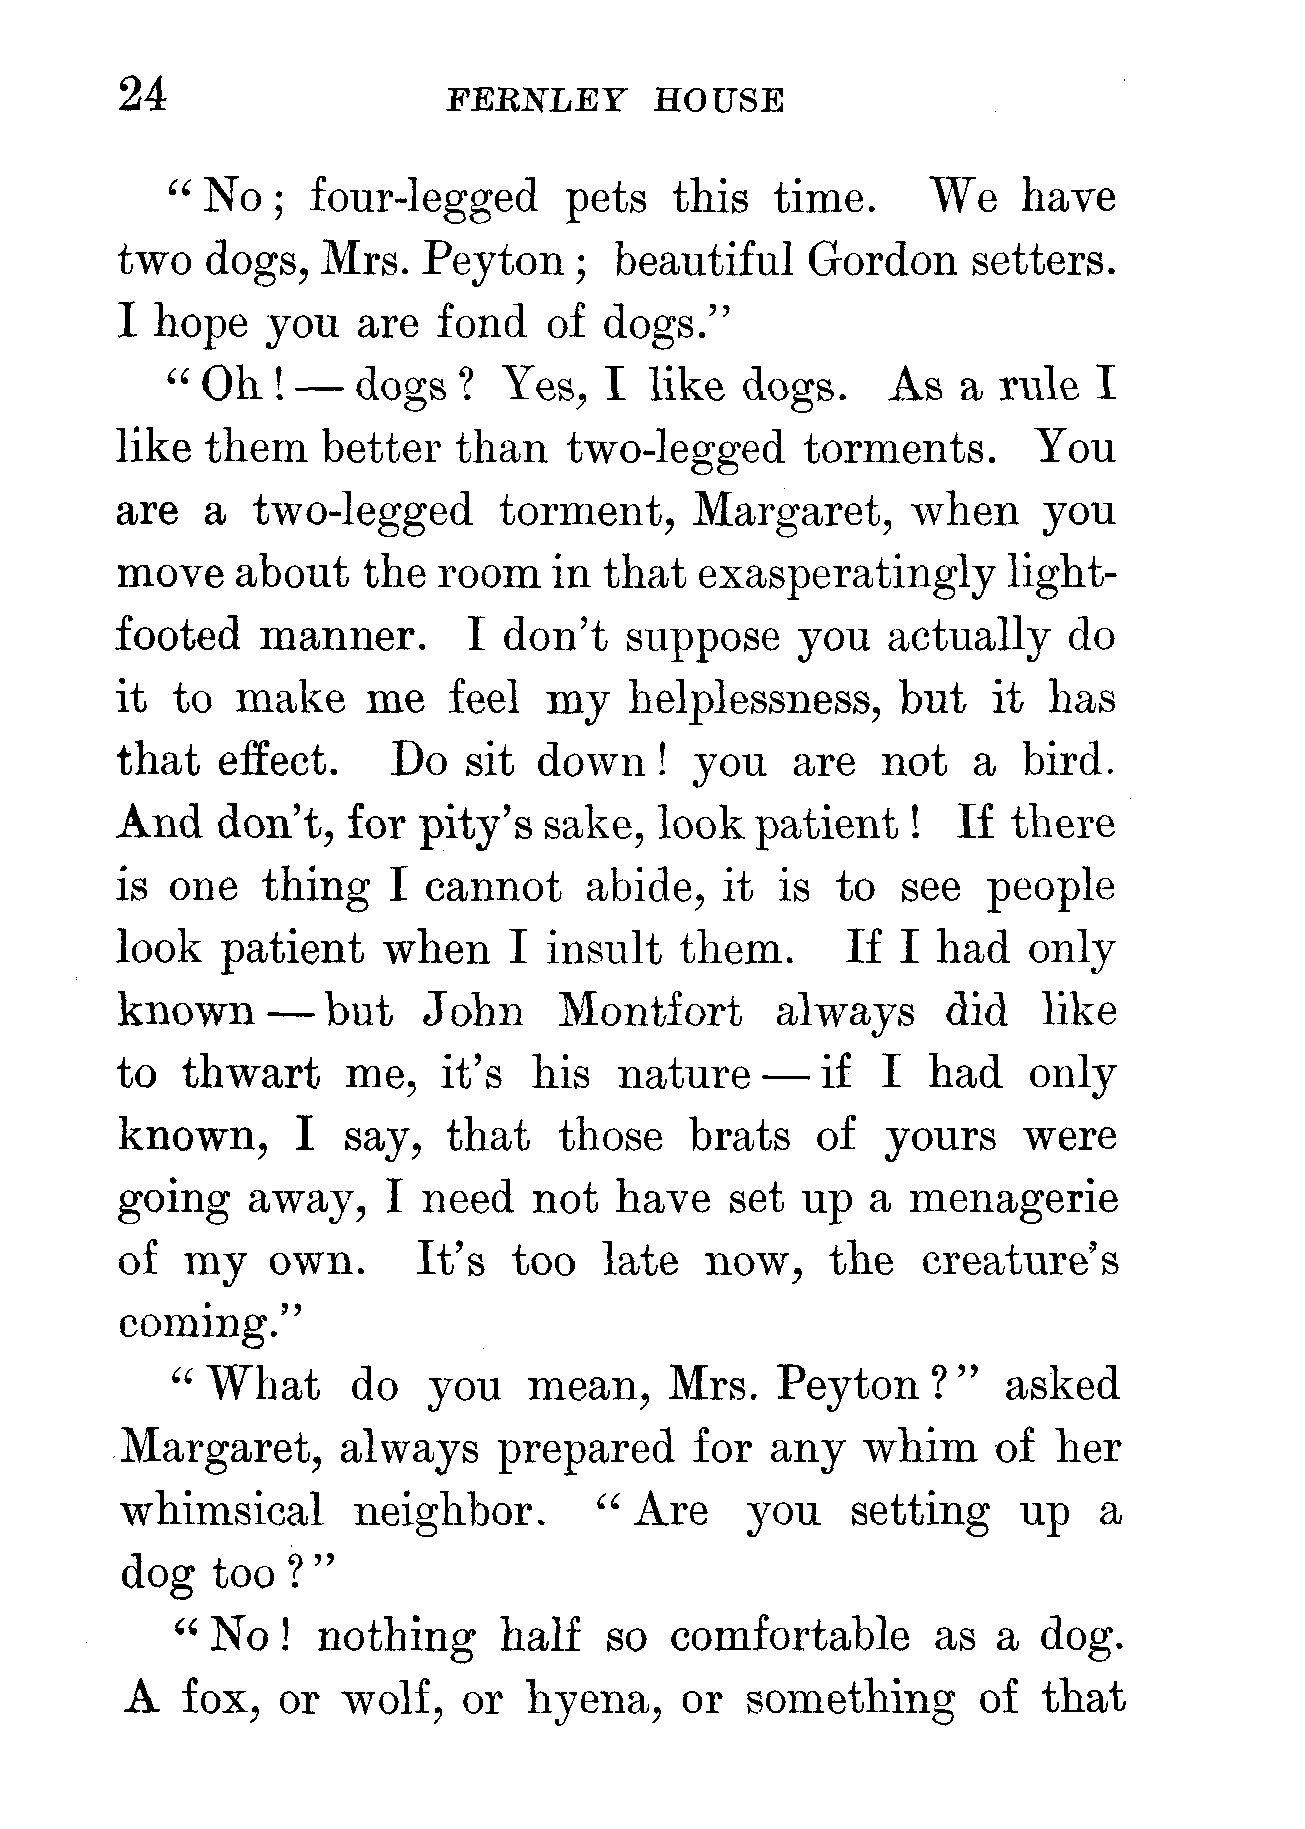 24 FERNLEY HOUSE
"No; four-legged pets this time. We have
two dogs, Mrs. Peyton; beautiful Gordon setters.
I hope you are fond of dogs."
"Oh! — dogs? Yes, I like dogs. As a rule I
like them better than two-legged torments. You
are a two-legged torment, Margaret, when you
move about the room in that exasperatingly light-
footed manner. I don't suppose you actually do
it to make me feel my helplessness, but it has
that effect. Do sit down! you are not a bird.
And don't, for pity's sake, look patient! If there
is one thing I cannot abide, it is to see people
look patient when I insult them. If I had only
known — but John Montfort always did like
to thwart me, it's his nature — if I had only
known, I say, that those brats of yours were
going away, I need not have set up a menagerie
of my own. It's too late now, the creature's
coming."
"What do you mean, Mrs. Peyton?" asked
Margaret, always prepared for any whim of her
whimsical neighbor. "Are you setting up a
dog too?"
"No! nothing half so comfortable as a dog.
A fox, or wolf, or hyena, or something of that